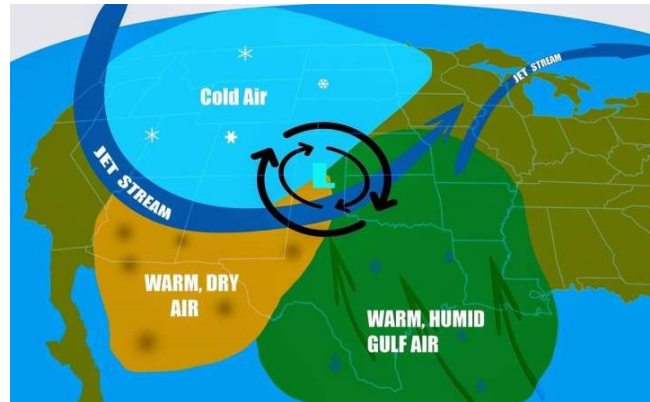 Cold Air
JET STREAM
JET STREAM
L
WARM, DRY
AIR
WARM, HUMID
GULF AIR